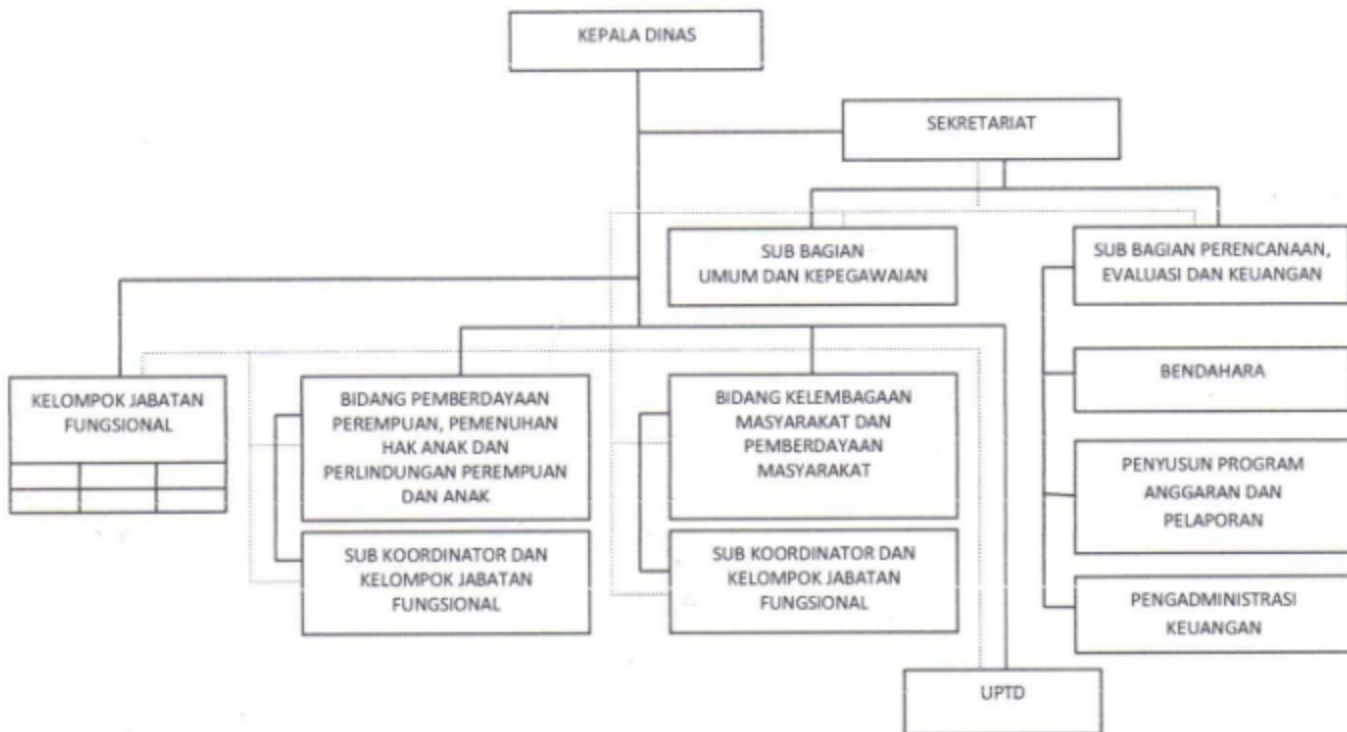 KEPALA DINAS
SEKRETARIAT
SUB BAGIAN
UMUM DAN KEPEGAWAIAN
SUB BAGIAN PERENCANAAN,
EVALUASI DAN KEUANGAN
BENDAHARA
PENYUSUN PROGRAM
ANGGARAN DAN
PELAPORAN
PENGADMINISTRASI
KEUANGAN
KELOMPOK JABATAN
FUNGSIONAL
BIDANG PEMBERDAYAAN
PEREMPUAN, PEMENUHAN
HAK ANAK DAN
PERLINDUNGAN PEREMPUAN
DAN ANAK
SUB KOORDINATOR DAN
KELOMPOK JABATAN
FUNGSIONAL
BIDANG KELEMBAGAAN
MASYARAKAT DAN
PEMBERDAYAAN
MASYARAKAT
SUB KOORDINATOR DAN
KELOMPOK JABATAN
FUNGSIONAL
UPTD